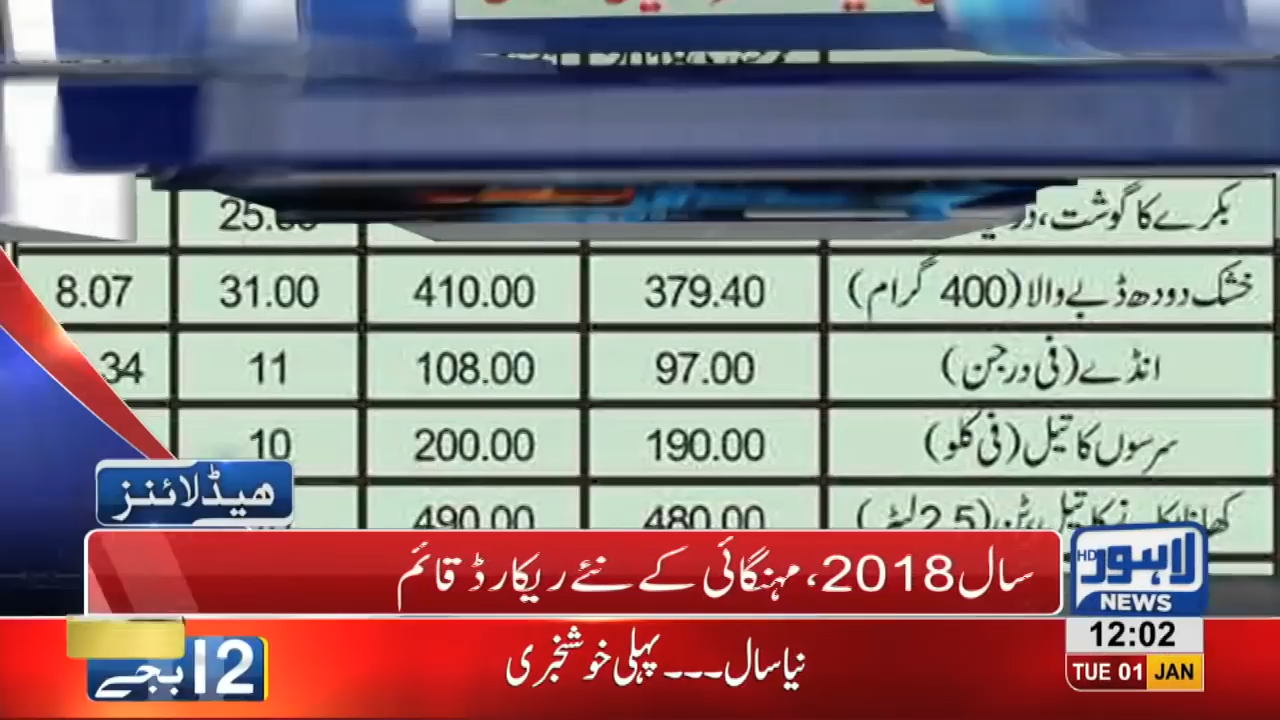 2018
بکرے کا گوشت،
خشک دودھ ڈبے والا (400 گرام) 379.40 410.00 31.00 8.07
انڈے (فی درجن) 97.00 108.00 11 .34
سرسوں کا تیل (فی کلو) 190.00 200.00 10
480.00 490.00
ھیڈلائنز
سال 2018، مہنگائی کے نئے ریکارڈ قائم
لاہور HD
NEWS
نیا سال۔۔۔ پہلی خوشخبری
12 بجے
12:02
TUE 01 JAN